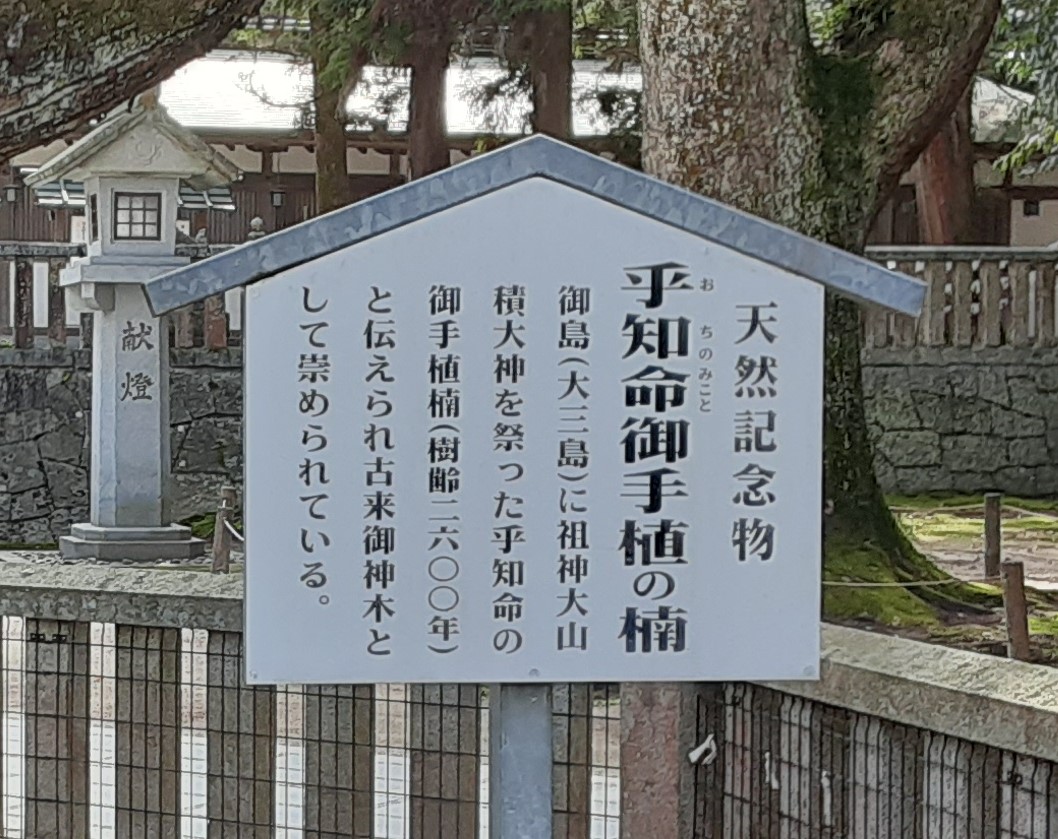 天然記念物
乎知命御手植の楠
お ちのみこと
御島(大三島)に祖神大山
積大神を祭った乎知命の
御手植楠(樹齢二六〇〇年)
と伝えられ古来御神木と
して崇められている。
献燈